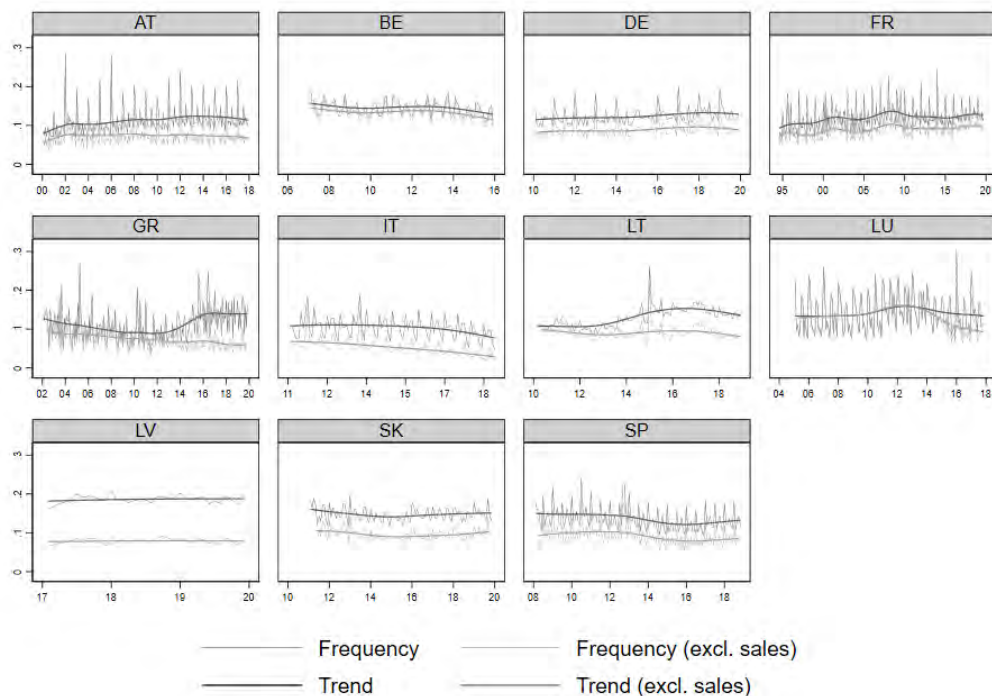 AT BE DE FR
0 .1 .2 .3
00 02 04 06 08 10 12 14 16 18
06 08 10 12 14 16
10 12 14 16 18 20
95 00 05 10 15 20
GR IT LT LU
0 .1 .2 .3
02 04 06 08 10 12 14 16 18 20
11 12 14 15 17 18
10 12 14 16 18
04 06 08 10 12 14 16 18
LV SK SP
0 .1 .2 .3
17 18 19 20
10 12 14 16 18 20
08 10 12 14 16 18
Frequency Frequency (excl. sales)
Trend Trend (excl. sales)